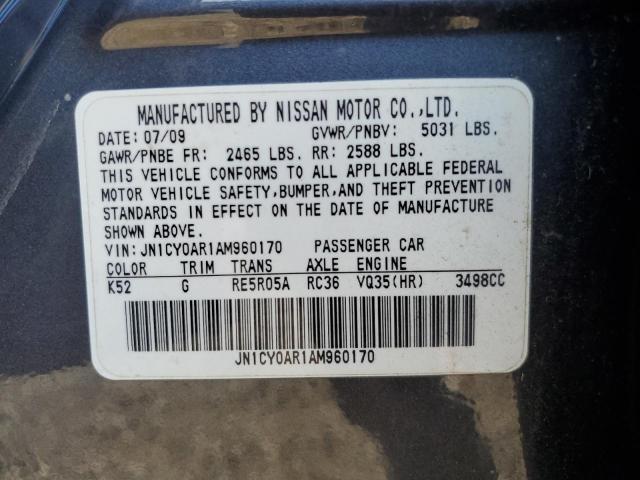 MANUFACTURED BY NISSAN MOTOR CO.,LTD.
DATE: 07/09 GVWR/PNBV: 5031 LBS.
GAWR/PNBE FR: 2465 LBS. RR: 2588 LBS.
THIS VEHICLE CONFORMS TO ALL APPLICABLE FEDERAL
MOTOR VEHICLE SAFETY,BUMPER,AND THEFT PREVENTION
STANDARDS IN EFFECT ON THE DATE OF MANUFACTURE
SHOWN ABOVE.
VIN: JN1CY0AR1AM960170 PASSENGER CAR
COLOR TRIM TRANS AXLE ENGINE
K52 G RE5R05A RC36 VQ35(HR) 3498CC
JN1CY0AR1AM960170